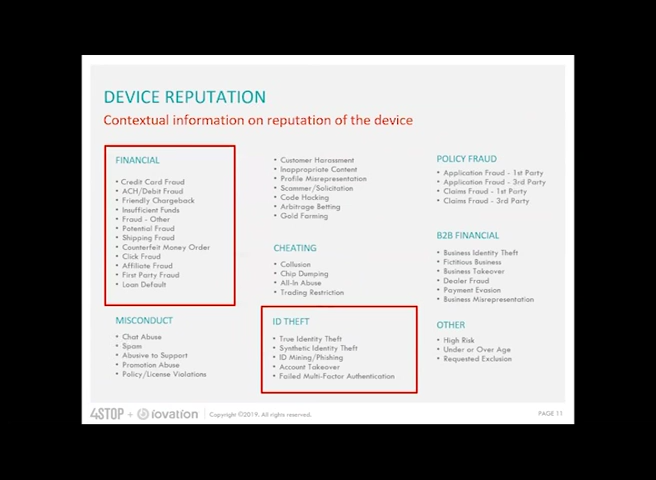 DEVICE REPUTATION
Contextual information on reputation of the device
FINANCIAL
• Credit Card Fraud
• ACH/Debit Fraud
• Friendly Chargeback
• Insufficient Funds
• Fraud - Other
• Potential Fraud
• Shipping Fraud
• Counterfeit Money Order
• Click Fraud
• Affiliate Fraud
• First Party Fraud
• Loan Default
MISCONDUCT
• Chat Abuse
• Spam
• Abusive to Support
• Promotion Abuse
• Policy/License Violations
• Customer Harassment
• Inappropriate Content
• Profile Misrepresentation
• Scammer/Solicitation
• Code Hacking
• Arbitrage Betting
• Gold Farming
CHEATING
• Collusion
• Chip Dumping
• All-In Abuse
• Trading Restriction
ID THEFT
• True Identity Theft
• Synthetic Identity Theft
• ID Mining/Phishing
• Account Takeover
• Failed Multi-Factor Authentication
POLICY FRAUD
• Application Fraud - 1st Party
• Application Fraud - 3rd Party
• Claims Fraud - 1st Party
• Claims Fraud - 3rd Party
B2B FINANCIAL
• Business Identity Theft
• Fictitious Business
• Business Takeover
• Dealer Fraud
• Payment Evasion
• Business Misrepresentation
OTHER
• High Risk
• Under or Over Age
• Requested Exclusion
4STOP + iovation Copyright ©2019. All rights reserved.
PAGE 11